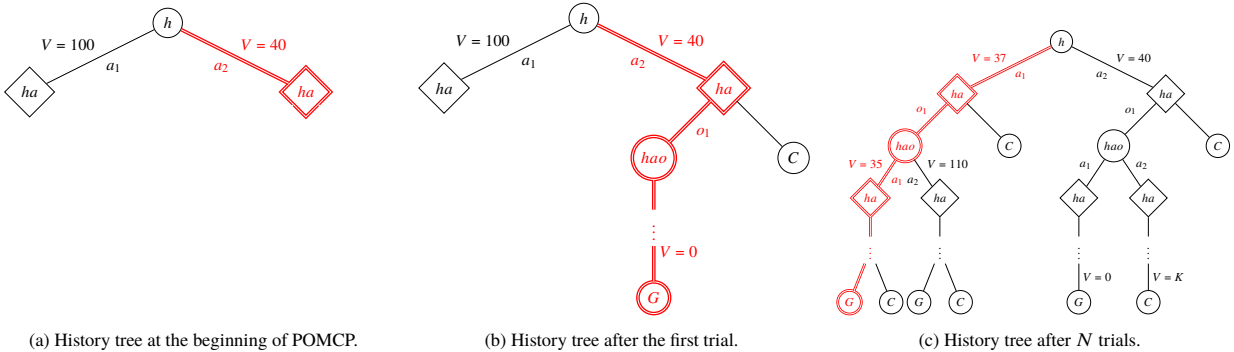 h
V = 100
V = 40
a1
a2
ha
ha
(a) History tree at the beginning of POMCP.
h
V = 100
V = 40
a1
a2
ha
ha
o1
hao
C
⋮
V = 0
G
(b) History tree after the first trial.
h
V = 37
V = 40
a1
a2
ha
ha
o1
o1
hao
C
hao
C
V = 35
V = 110
a1
a2
a1
a2
ha
ha
ha
ha
⋮
⋮
⋮
⋮
V = 0
V = K
G
C
G
C
G
C
(c) History tree after N trials.